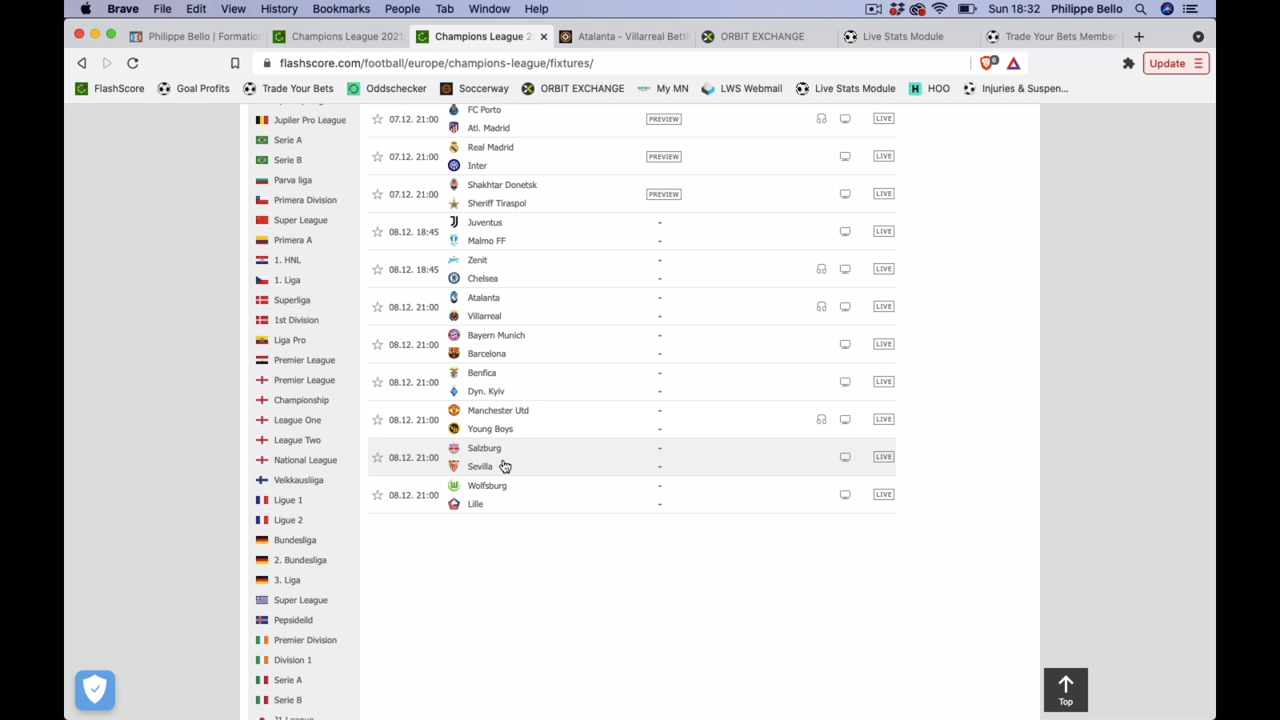 Brave File Edit View History Bookmarks People Tab Window Help Sun 18:32 Philippe Bello
Philippe Bello | Formation Champions League 2021 Champions League 2 Atalanta - Villarreal Betti ORBIT EXCHANGE Live Stats Module Trade Your Bets Member
flashscore.com/football/europe/champions-league/fixtures/ Update
FlashScore Goal Profits Trade Your Bets Oddschecker Soccerway ORBIT EXCHANGE My MN LWS Webmail Live Stats Module HOO Injuries & Suspen...
Jupiler Pro League
Serie A
Serie B
Parva liga
Primera Division
Super League
Primera A
1. HNL
1. Liga
Superliga
1st Division
Liga Pro
Premier League
Premier League
Championship
League One
League Two
National League
Veikkausliiga
Ligue 1
Ligue 2
Bundesliga
2. Bundesliga
3. Liga
Super League
Pepsideild
Premier Division
Division 1
Serie A
Serie B
J1 League
FC Porto
07.12. 21:00 PREVIEW LIVE
Atl. Madrid
Real Madrid
07.12. 21:00 PREVIEW LIVE
Inter
Shakhtar Donetsk
07.12. 21:00 PREVIEW LIVE
Sheriff Tiraspol
Juventus -
08.12. 18:45 LIVE
Malmo FF -
Zenit -
08.12. 18:45 LIVE
Chelsea -
Atalanta -
08.12. 21:00 LIVE
Villarreal -
Bayern Munich -
08.12. 21:00 LIVE
Barcelona -
Benfica -
08.12. 21:00 LIVE
Dyn. Kyiv -
Manchester Utd -
08.12. 21:00 LIVE
Young Boys -
Salzburg -
08.12. 21:00 LIVE
Sevilla -
Wolfsburg -
08.12. 21:00 LIVE
Lille -
Top